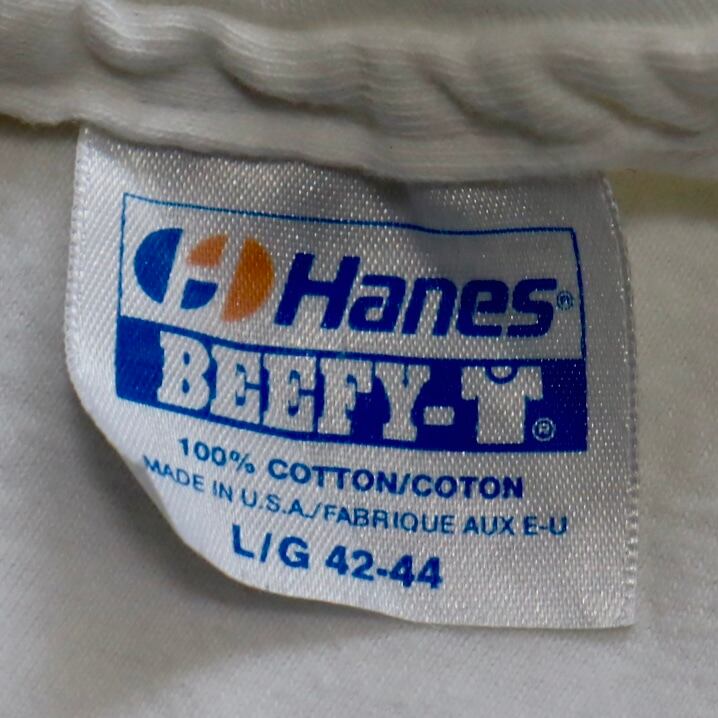 H Hanes®
BEEFY-T®
100% COTTON/COTON
MADE IN U.S.A./FABRIQUE AUX E-U
L/G 42-44